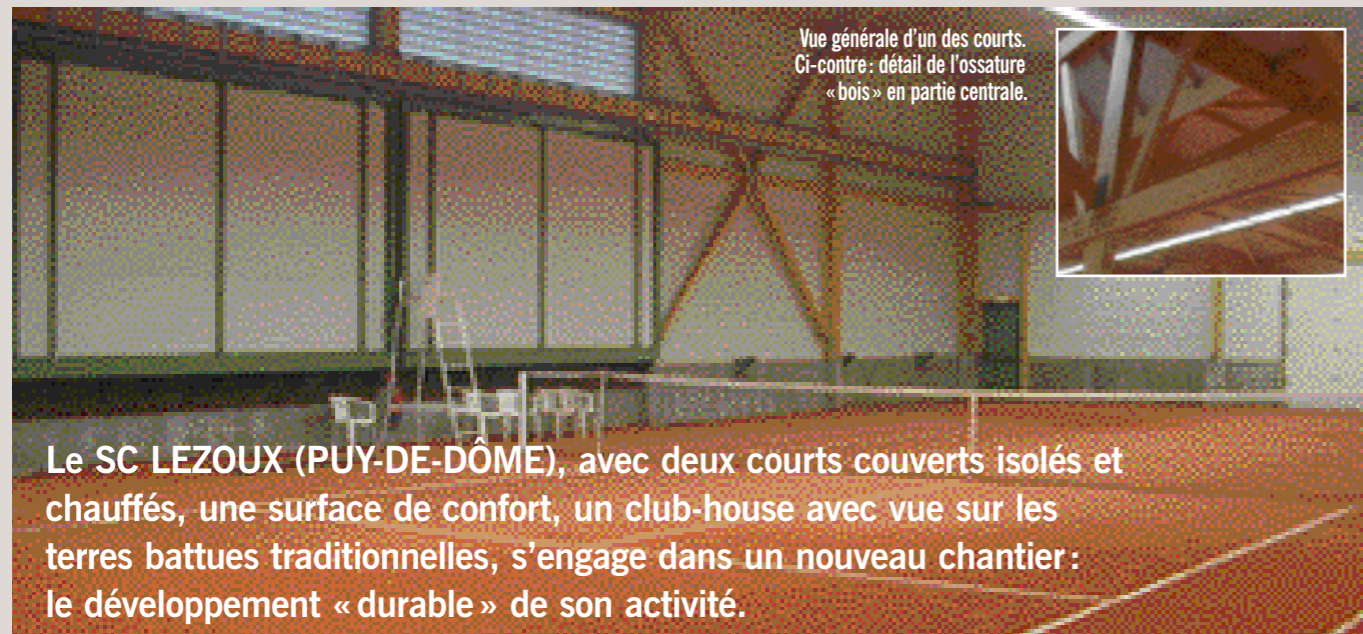 Vue générale d'un des courts.
Ci-contre : détail de l'ossature
« bois » en partie centrale.
Le SC LEZOUX (PUY-DE-DÔME), avec deux courts couverts isolés et
chauffés, une surface de confort, un club-house avec vue sur les
terres battues traditionnelles, s'engage dans un nouveau chantier :
le développement « durable » de son activité.